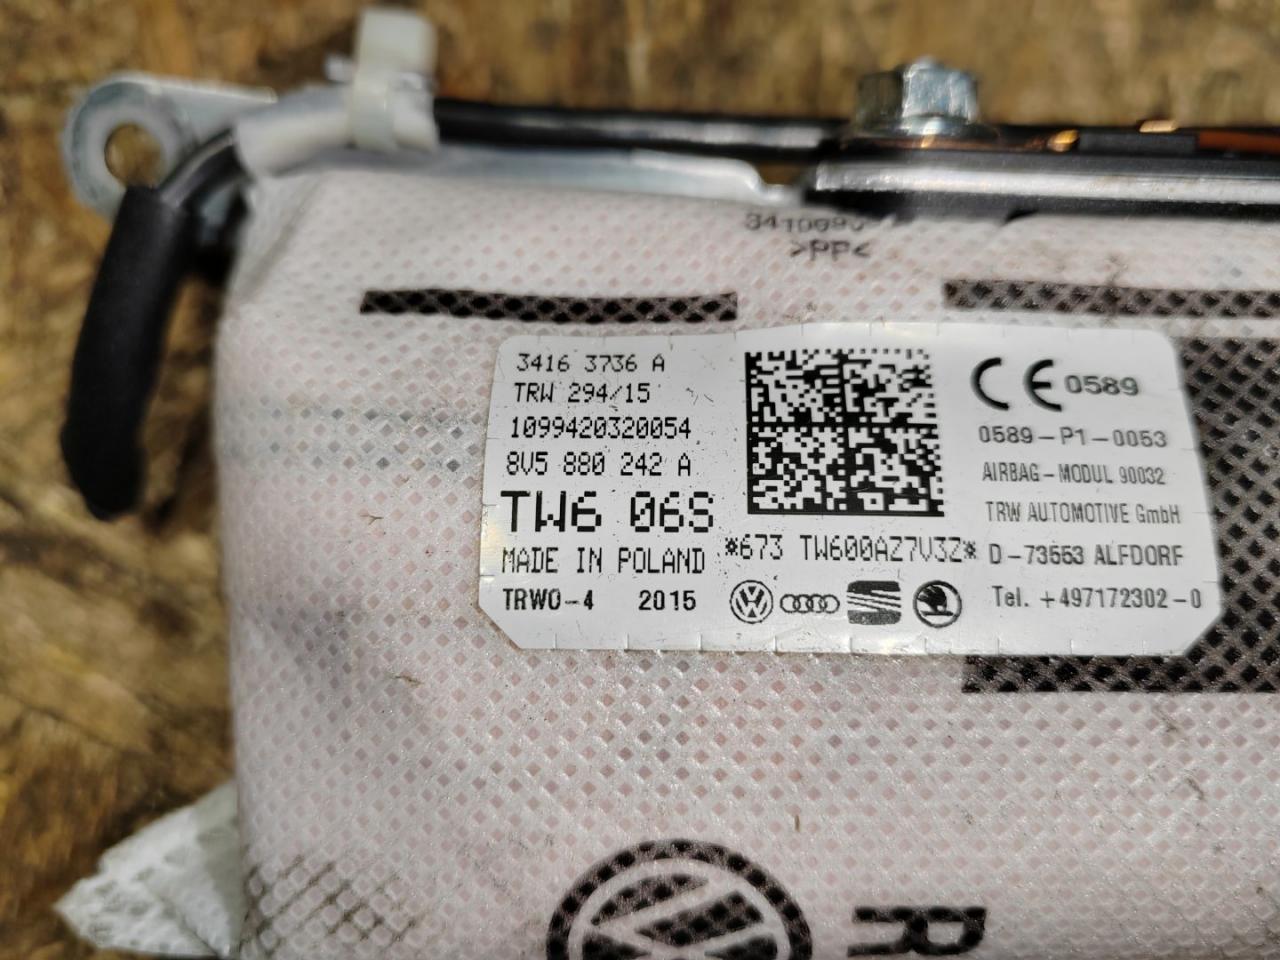 >PP<
3416 3736 A
TRW 294/15
1099420320054
8V5 880 242 A
TW6 06S
MADE IN POLAND
TRWO-4 2015
*673 TW600AZ7V3Z*
CE 0589
0589-P1-0053
AIRBAG-MODUL 90032
TRW AUTOMOTIVE GmbH
D-73553 ALFDORF
Tel. +497172302-0
R